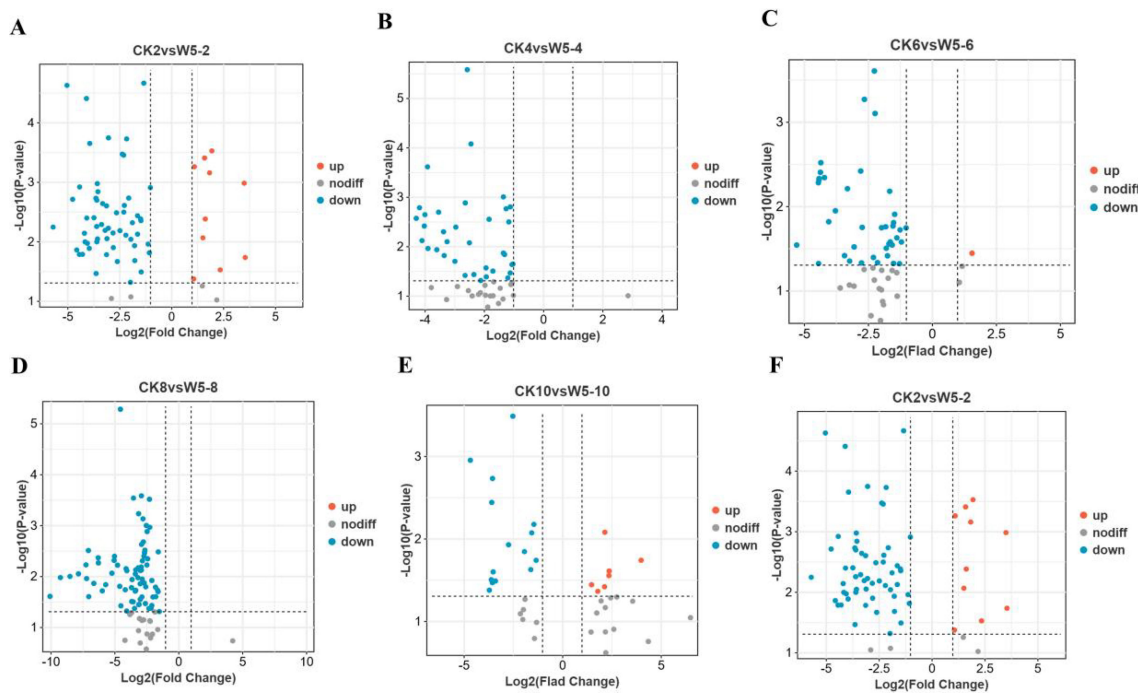 A
CK2vsW5-2
-Log10(P-value)
4
3
2
1
-5
-2.5
0
2.5
5
Log2(Fold Change)
up
nodiff
down
B
CK4vsW5-4
-Log10(P-value)
5
4
3
2
1
-4
-2
0
2
4
Log2(Fold Change)
up
nodiff
down
C
CK6vsW5-6
-Log10(P-value)
3
2
1
-5
-2.5
0
2.5
5
Log2(Flad Change)
up
nodiff
down
D
CK8vsW5-8
-Log10(P-value)
5
4
3
2
1
-10
-5
0
5
10
Log2(Fold Change)
up
nodiff
down
E
CK10vsW5-10
-Log10(P-value)
3
2
1
-5
0
5
Log2(Flad Change)
up
nodiff
down
F
CK2vsW5-2
-Log10(P-value)
4
3
2
1
-5
-2.5
0
2.5
5
Log2(Fold Change)
up
nodiff
down